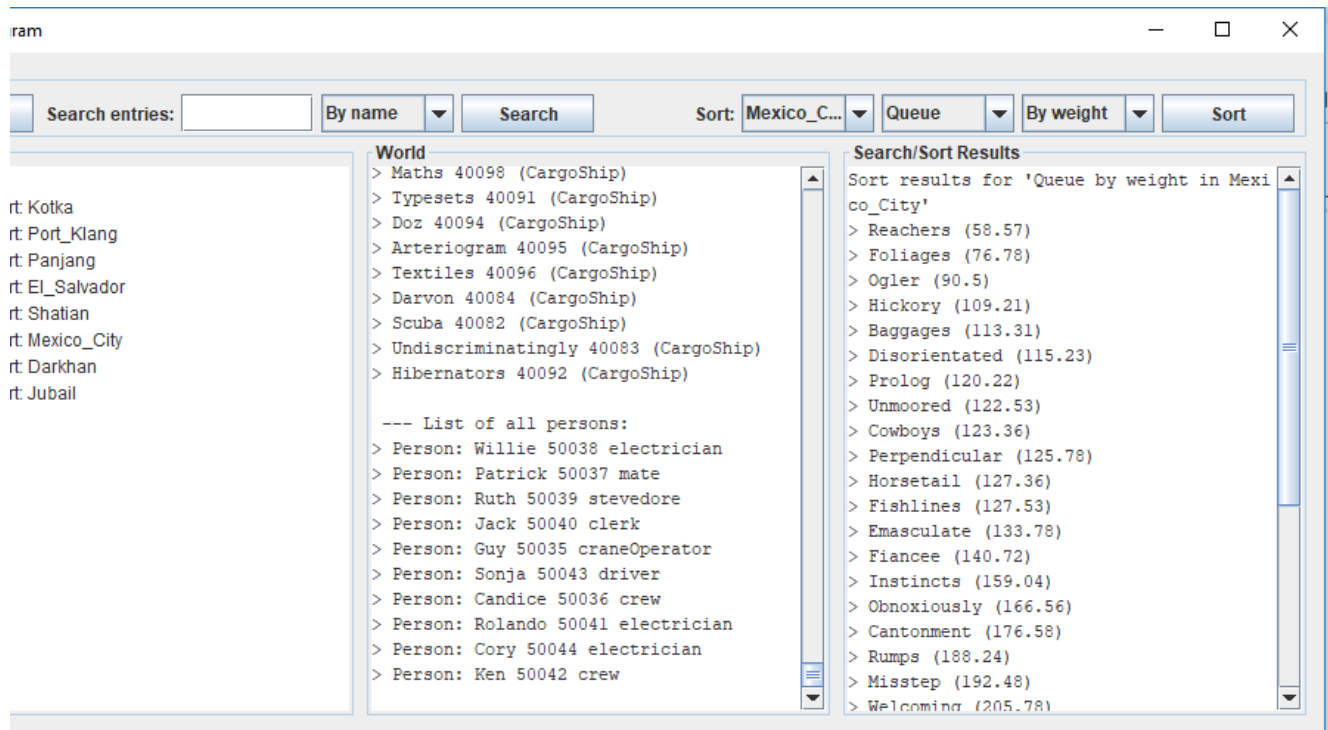 ram
Search entries: By name Search Sort: Mexico_C... Queue By weight Sort
rt: Kotka
rt: Port_Klang
rt: Panjang
rt: El_Salvador
rt: Shatian
rt: Mexico_City
rt: Darkhan
rt: Jubail
World
> Maths 40098 (CargoShip)
> Typesets 40091 (CargoShip)
> Doz 40094 (CargoShip)
> Arteriogram 40095 (CargoShip)
> Textiles 40096 (CargoShip)
> Darvon 40084 (CargoShip)
> Scuba 40082 (CargoShip)
> Undiscriminatingly 40083 (CargoShip)
> Hibernators 40092 (CargoShip)
--- List of all persons:
> Person: Willie 50038 electrician
> Person: Patrick 50037 mate
> Person: Ruth 50039 stevedore
> Person: Jack 50040 clerk
> Person: Guy 50035 craneOperator
> Person: Sonja 50043 driver
> Person: Candice 50036 crew
> Person: Rolando 50041 electrician
> Person: Cory 50044 electrician
> Person: Ken 50042 crew
Search/Sort Results
Sort results for 'Queue by weight in Mexi
co_City'
> Reachers (58.57)
> Foliages (76.78)
> Ogler (90.5)
> Hickory (109.21)
> Baggages (113.31)
> Disorientated (115.23)
> Prolog (120.22)
> Unmoored (122.53)
> Cowboys (123.36)
> Perpendicular (125.78)
> Horsetail (127.36)
> Fishlines (127.53)
> Emasculate (133.78)
> Fiancee (140.72)
> Instincts (159.04)
> Obnoxiously (166.56)
> Cantonment (176.58)
> Rumps (188.24)
> Misstep (192.48)
> Welcoming (205.78)